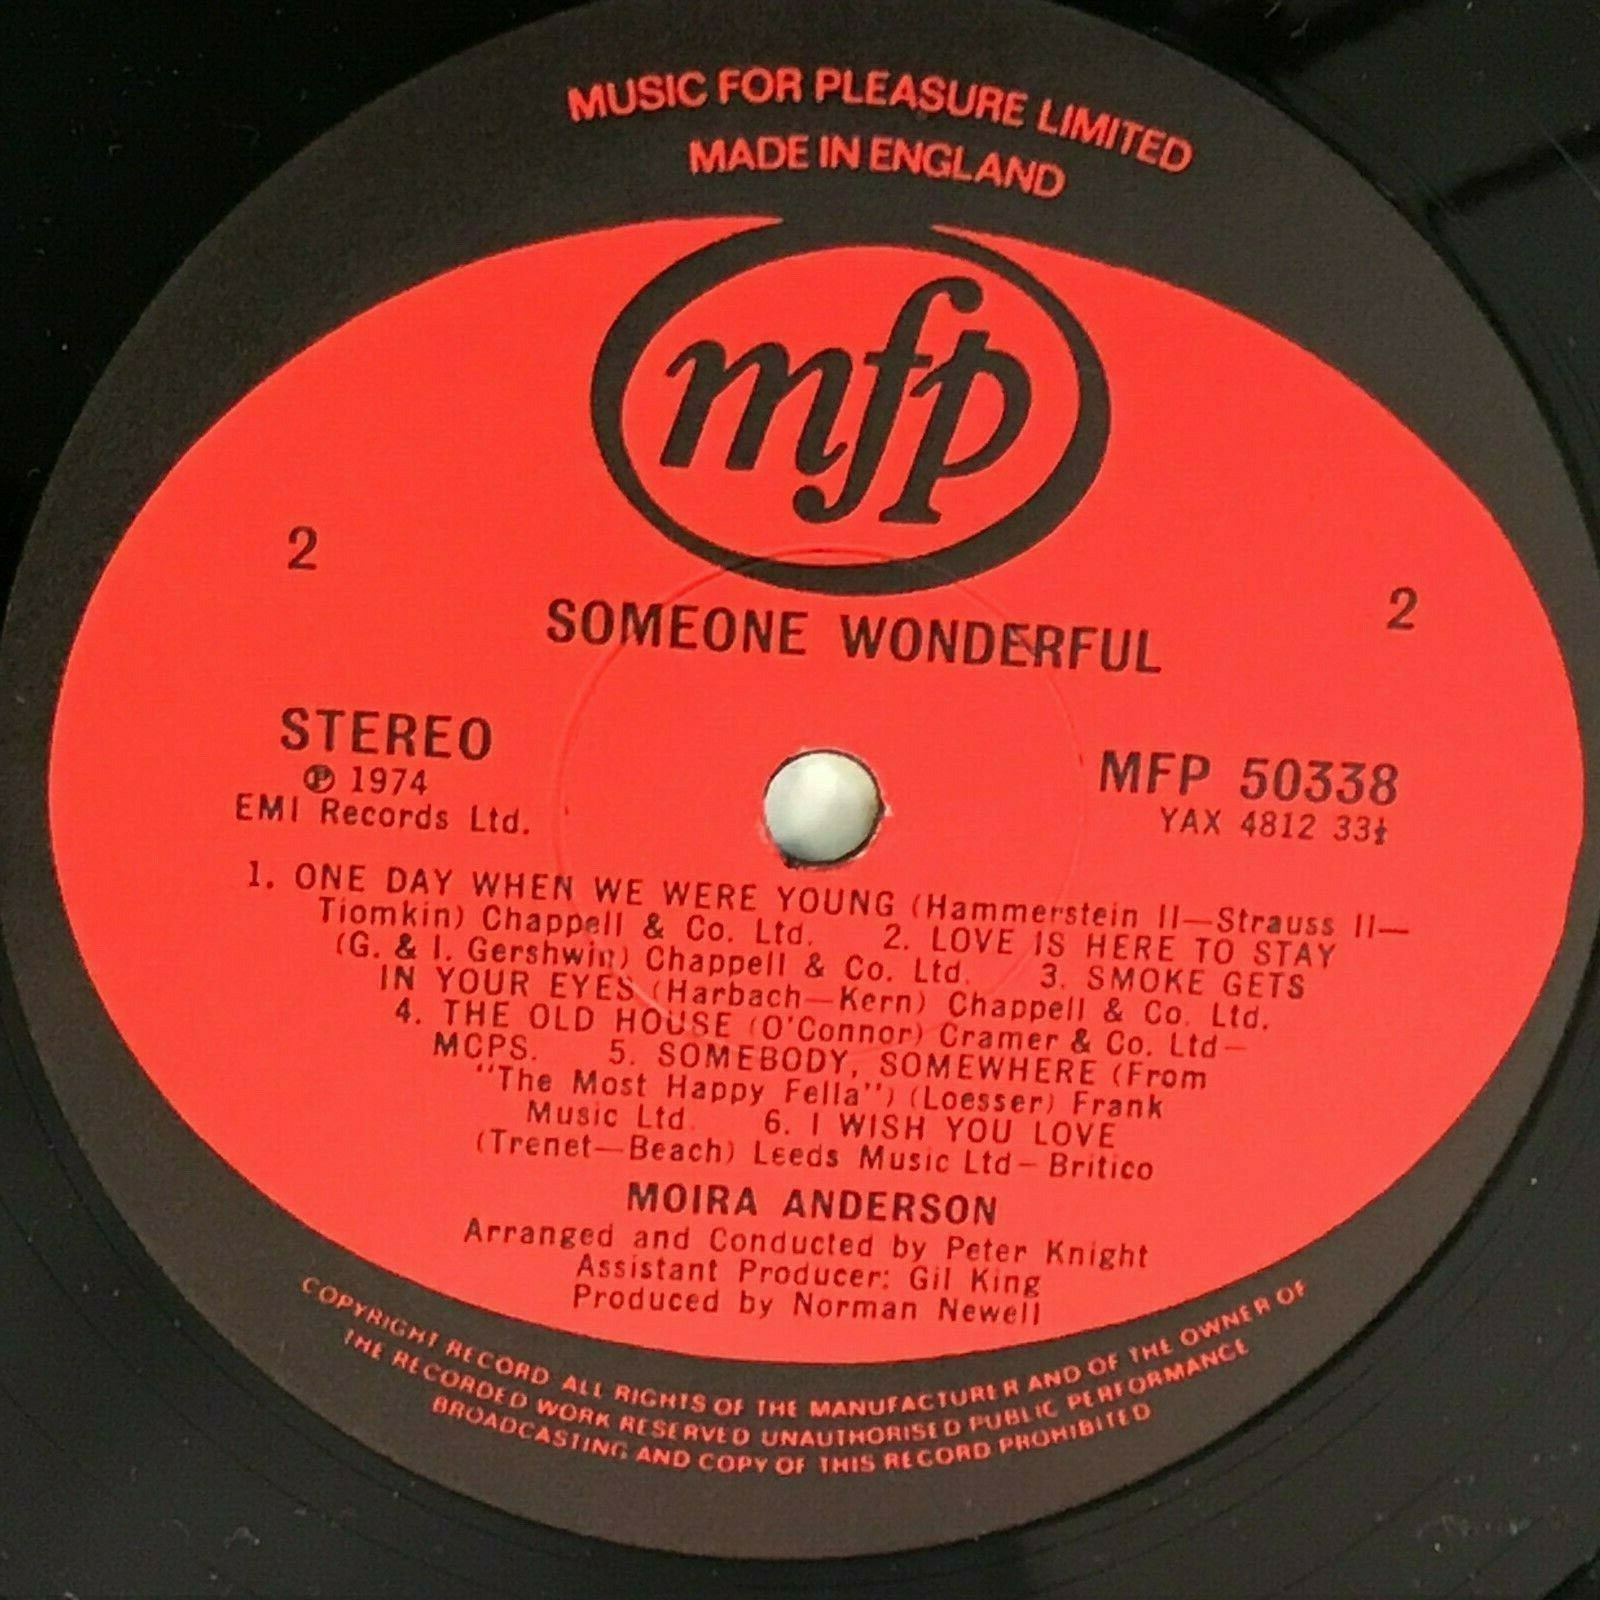 MUSIC FOR PLEASURE LIMITED
MADE IN ENGLAND
mfp
2
2
SOMEONE WONDERFUL
STEREO
℗ 1974
EMI Records Ltd.
MFP 50338
YAX 4812 33⅓
1. ONE DAY WHEN WE WERE YOUNG (Hammerstein II—Strauss II—
Tiomkin) Chappell & Co. Ltd. 2. LOVE IS HERE TO STAY
(G. & I. Gershwin) Chappell & Co. Ltd. 3. SMOKE GETS
IN YOUR EYES (Harbach—Kern) Chappell & Co. Ltd.
4. THE OLD HOUSE (O'Connor) Cramer & Co. Ltd—
MCPS. 5. SOMEBODY, SOMEWHERE (From
"The Most Happy Fella") (Loesser) Frank
Music Ltd. 6. I WISH YOU LOVE
(Trenet—Beach) Leeds Music Ltd—Britico
MOIRA ANDERSON
Arranged and Conducted by Peter Knight
Assistant Producer: Gil King
Produced by Norman Newell
COPYRIGHT RECORD ALL RIGHTS OF THE MANUFACTURER AND OF THE OWNER OF
THE RECORDED WORK RESERVED UNAUTHORISED PUBLIC PERFORMANCE
BROADCASTING AND COPY OF THIS RECORD PROHIBITED